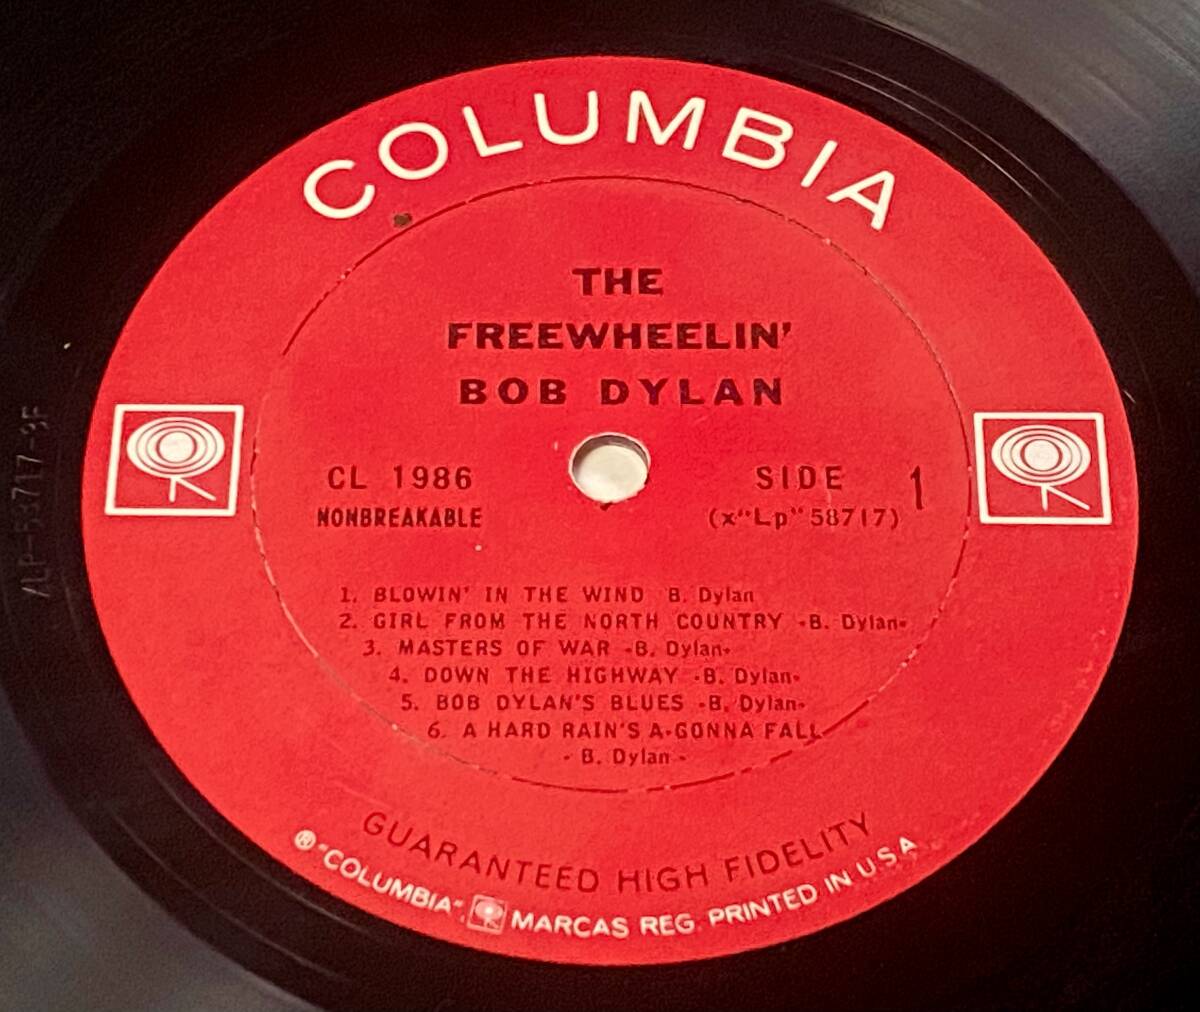 COLUMBIA
THE
FREEWHEELIN'
BOB DYLAN
CL 1986
NONBREAKABLE
SIDE 1
(x"Lp" 58717)
1. BLOWIN' IN THE WIND B. Dylan
2. GIRL FROM THE NORTH COUNTRY -B. Dylan-
3. MASTERS OF WAR -B. Dylan-
4. DOWN THE HIGHWAY -B. Dylan-
5. BOB DYLAN'S BLUES -B. Dylan-
6. A HARD RAIN'S A-GONNA FALL
- B. Dylan -
GUARANTEED HIGH FIDELITY
® "COLUMBIA", MARCAS REG. PRINTED IN U.S.A